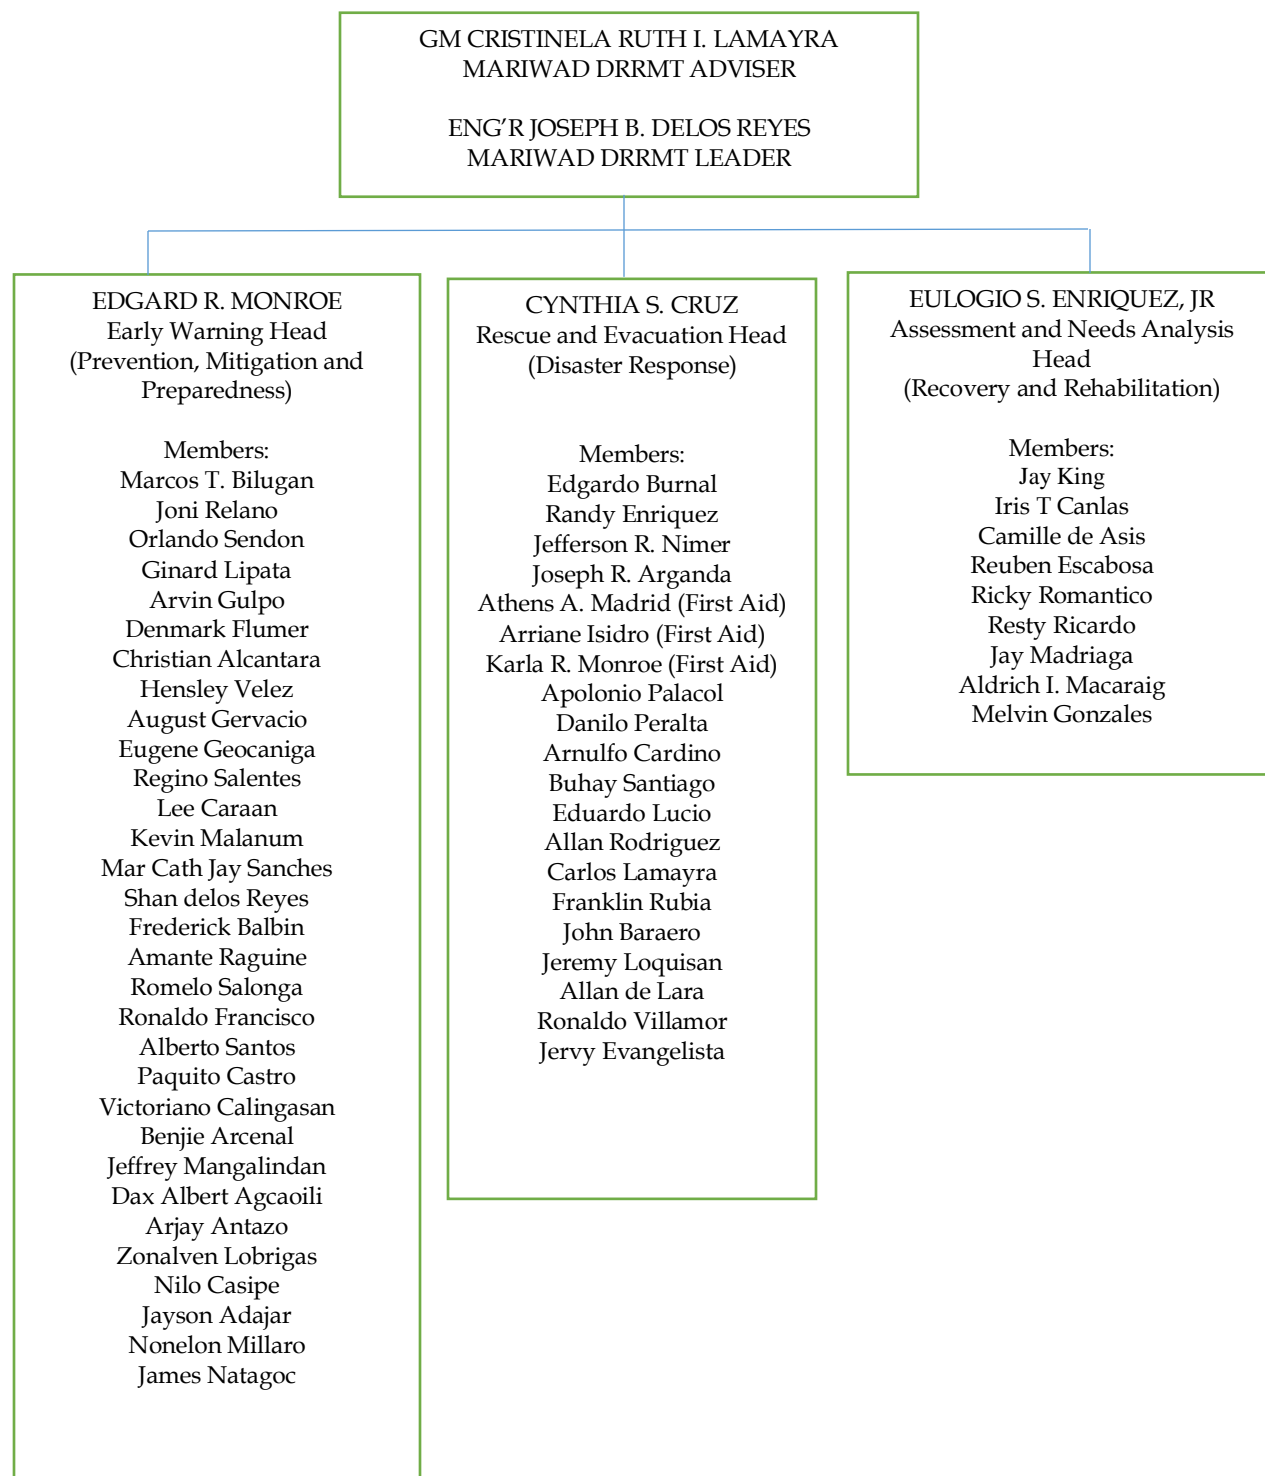 GM CRISTINELA RUTH I. LAMAYRA
MARIWAD DRRMT ADVISER
ENG’R JOSEPH B. DELOS REYES
MARIWAD DRRMT LEADER
EDGARD R. MONROE
Early Warning Head
(Prevention, Mitigation and
Preparedness)
Members:
Marcos T. Bilugan
Joni Relano
Orlando Sendon
Ginard Lipata
Arvin Gulpo
Denmark Flumer
Christian Alcantara
Hensley Velez
August Gervacio
Eugene Geocaniga
Regino Salentes
Lee Caraan
Kevin Malanum
Mar Cath Jay Sanches
Shan delos Reyes
Frederick Balbin
Amante Raguine
Romelo Salonga
Ronaldo Francisco
Alberto Santos
Paquito Castro
Victoriano Calingasan
Benjie Arcenal
Jeffrey Mangalindan
Dax Albert Agcaoili
Arjay Antazo
Zonalven Lobrigas
Nilo Casipe
Jayson Adajar
Nonelon Millaro
James Natagoc
CYNTHIA S. CRUZ
Rescue and Evacuation Head
(Disaster Response)
Members:
Edgardo Burnal
Randy Enriquez
Jefferson R. Nimer
Joseph R. Arganda
Athens A. Madrid (First Aid)
Arriane Isidro (First Aid)
Karla R. Monroe (First Aid)
Apolonio Palacol
Danilo Peralta
Arnulfo Cardino
Buhay Santiago
Eduardo Lucio
Allan Rodriguez
Carlos Lamayra
Franklin Rubia
John Baraero
Jeremy Loquisan
Allan de Lara
Ronaldo Villamor
Jervy Evangelista
EULOGIO S. ENRIQUEZ, JR
Assessment and Needs Analysis
Head
(Recovery and Rehabilitation)
Members:
Jay King
Iris T Canlas
Camille de Asis
Reuben Escabosa
Ricky Romantico
Resty Ricardo
Jay Madriaga
Aldrich I. Macaraig
Melvin Gonzales